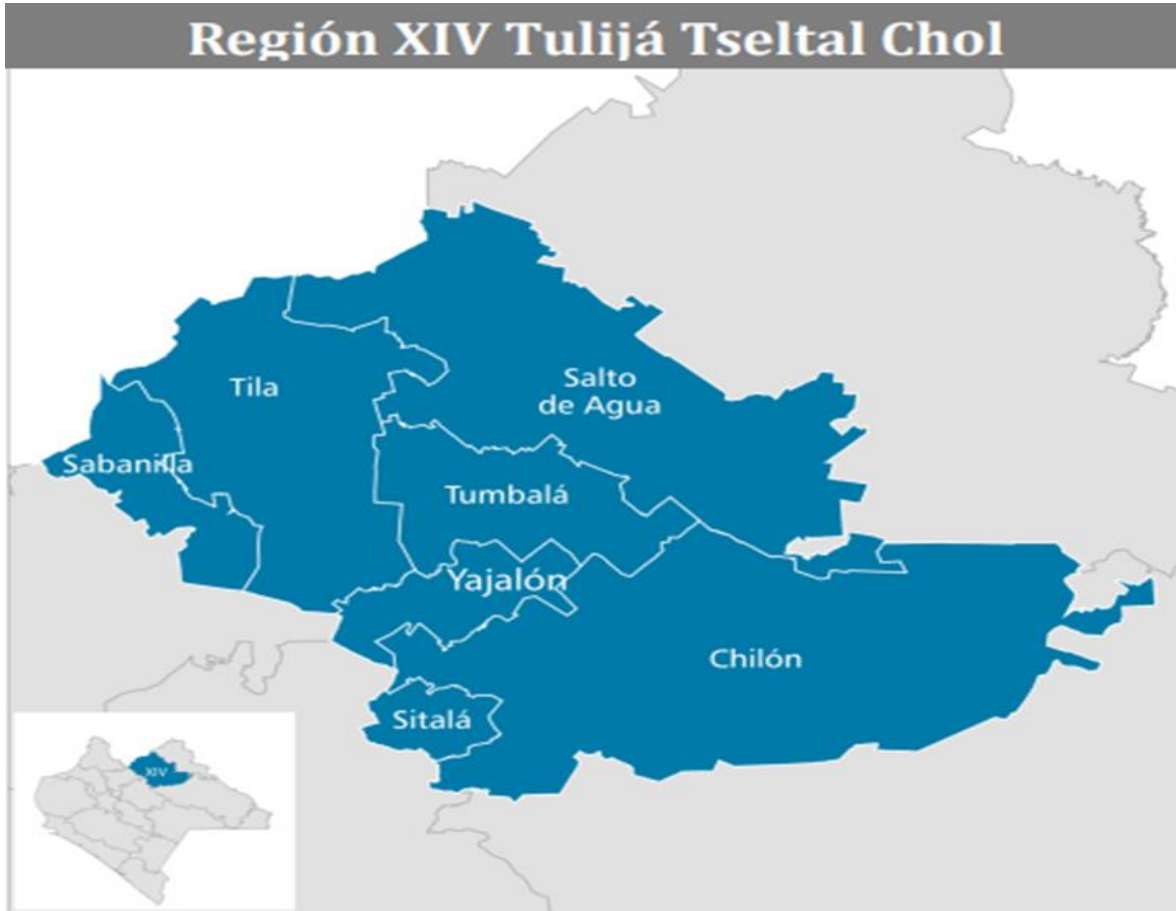 Región XIV Tulijá Tseltal Chol
Tila
Salto
de Agua
Sabanilla
Tumbalá
Yajalón
Chilón
Sitalá
XIV